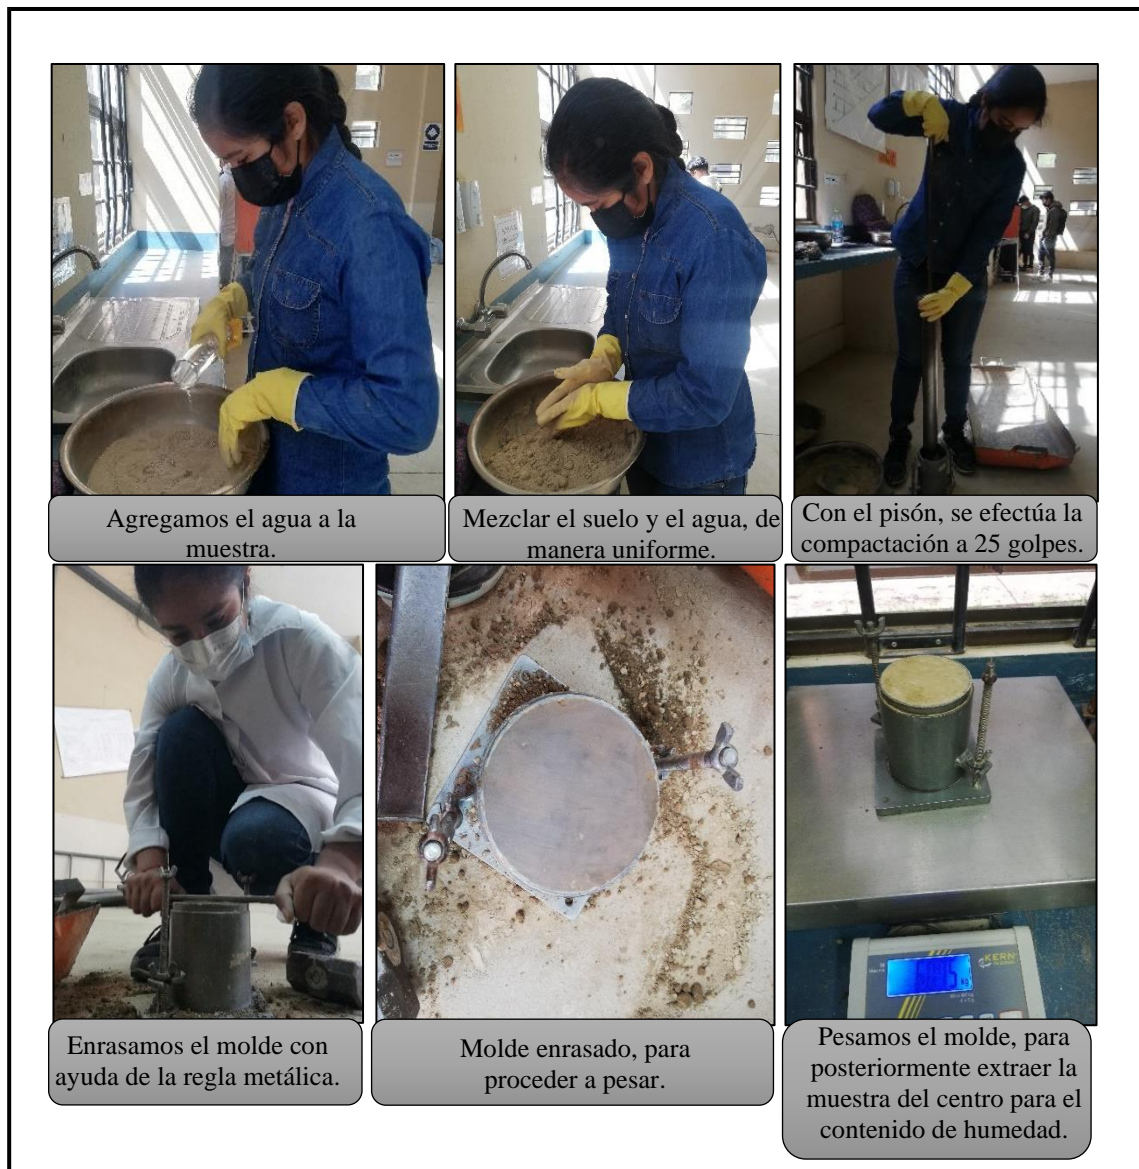 Agregamos el agua a la
muestra.
Mezclar el suelo y el agua, de
manera uniforme.
Con el pisón, se efectúa la
compactación a 25 golpes.
Enrasamos el molde con
ayuda de la regla metálica.
Molde enrasado, para
proceder a pesar.
KERN
kg
Pesamos el molde, para
posteriormente extraer la
muestra del centro para el
contenido de humedad.